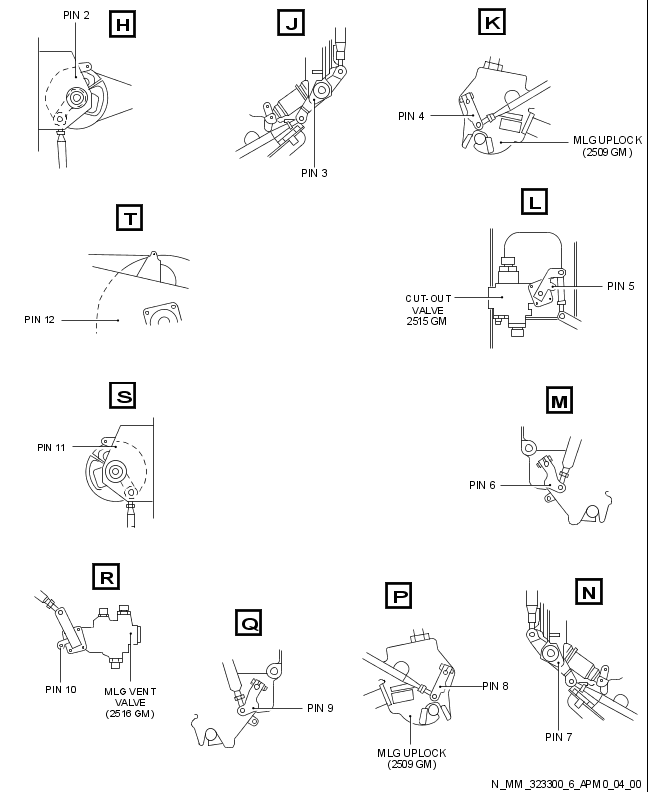 PIN 2
H
J
K
PIN 3
PIN 4
MLG UPLOCK
(2509 GM)
T
L
PIN 12
CUT-OUT
VALVE
2515 GM
PIN 5
S
M
PIN 11
PIN 6
R
Q
P
N
PIN 10
MLG VENT
VALVE
(2516 GM)
PIN 9
PIN 8
MLG UPLOCK
(2509 GM)
PIN 7
N_MM_323300_6_APM0_04_00